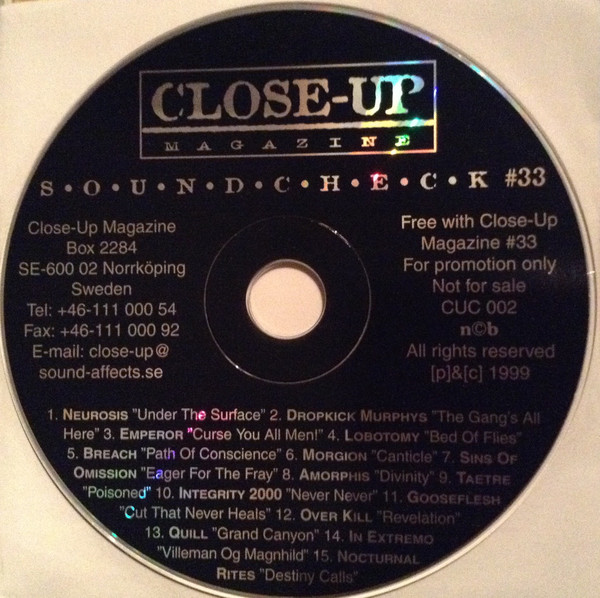 CLOSE-UP
MAGAZINE
S•O•U•N•D•C•H•E•C•K #33
Close-Up Magazine
Box 2284
SE-600 02 Norrköping
Sweden
Tel: +46-111 000 54
Fax: +46-111 000 92
E-mail: close-up@
sound-affects.se
Free with Close-Up
Magazine #33
For promotion only
Not for sale
CUC 002
n©b
All rights reserved
[p]&[c] 1999
1. NEUROSIS "Under The Surface" 2. DROPKICK MURPHYS "The Gang's All
Here" 3. EMPEROR "Curse You All Men!" 4. LOBOTOMY "Bed Of Flies"
5. BREACH "Path Of Conscience" 6. MORGION "Canticle" 7. SINS OF
OMISSION "Eager For The Fray" 8. AMORPHIS "Divinity" 9. TAETRE
"Poisoned" 10. INTEGRITY 2000 "Never Never" 11. GOOSEFLESH
"Cut That Never Heals" 12. OVER KILL "Revelation"
13. QUILL "Grand Canyon" 14. IN EXTREMO
"Villeman Og Magnhild" 15. NOCTURNAL
RITES "Destiny Calls"